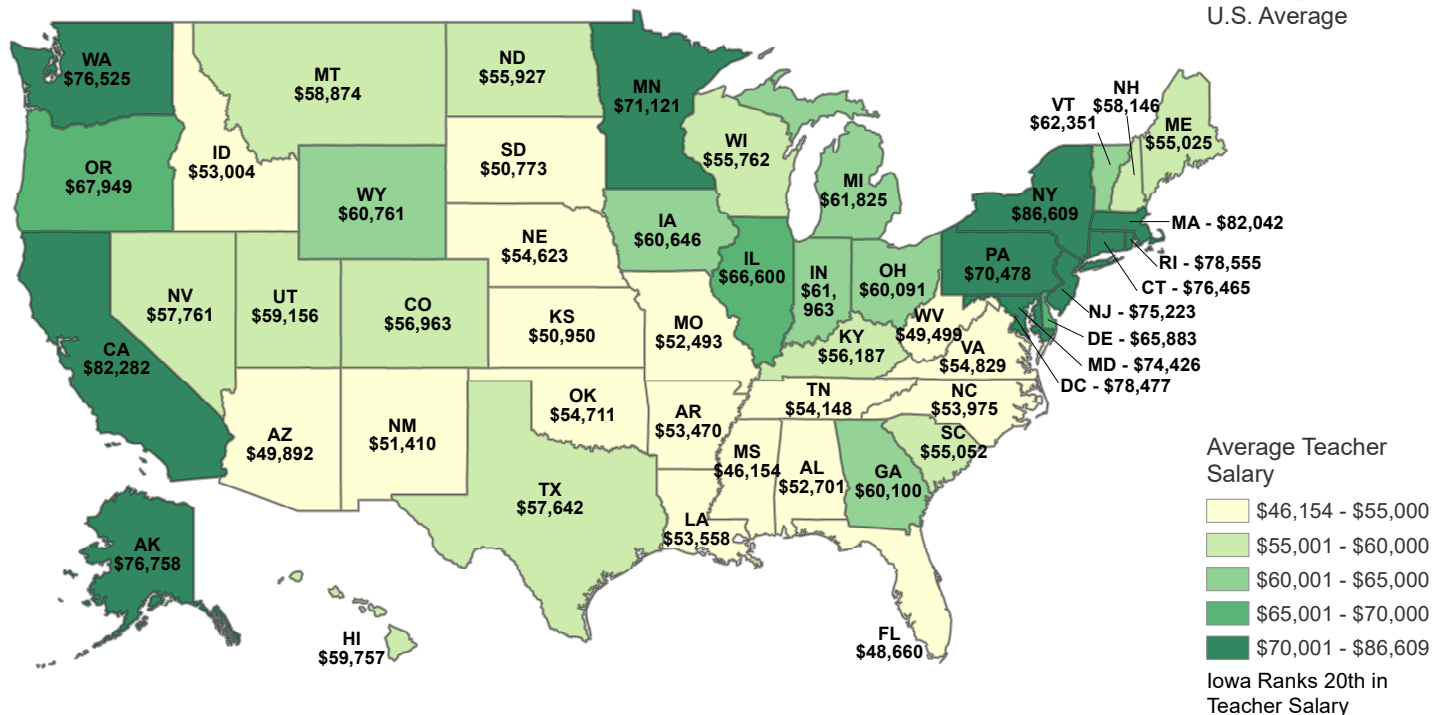 U.S. Average
WA
$76,525
MT
$58,874
ND
$55,927
MN
$71,121
ID
$53,004
OR
$67,949
WY
$60,761
SD
$50,773
WI
$55,762
MI
$61,825
VT
$62,351
NH
$58,146
ME
$55,025
NY
$86,609
MA - $82,042
RI - $78,555
CT - $76,465
NJ - $75,223
DE - $65,883
MD - $74,426
DC - $78,477
PA
$70,478
IA
$60,646
NE
$54,623
IL
$66,600
IN
$61,
963
OH
$60,091
NV
$57,761
UT
$59,156
CO
$56,963
KS
$50,950
MO
$52,493
KY
$56,187
WV
$49,499
VA
$54,829
CA
$82,282
AZ
$49,892
NM
$51,410
OK
$54,711
AR
$53,470
TN
$54,148
NC
$53,975
SC
$55,052
MS
$46,154
AL
$52,701
GA
$60,100
TX
$57,642
LA
$53,558
FL
$48,660
AK
$76,758
HI
$59,757
Average Teacher
Salary
$46,154 - $55,000
$55,001 - $60,000
$60,001 - $65,000
$65,001 - $70,000
$70,001 - $86,609
Iowa Ranks 20th in
Teacher Salary